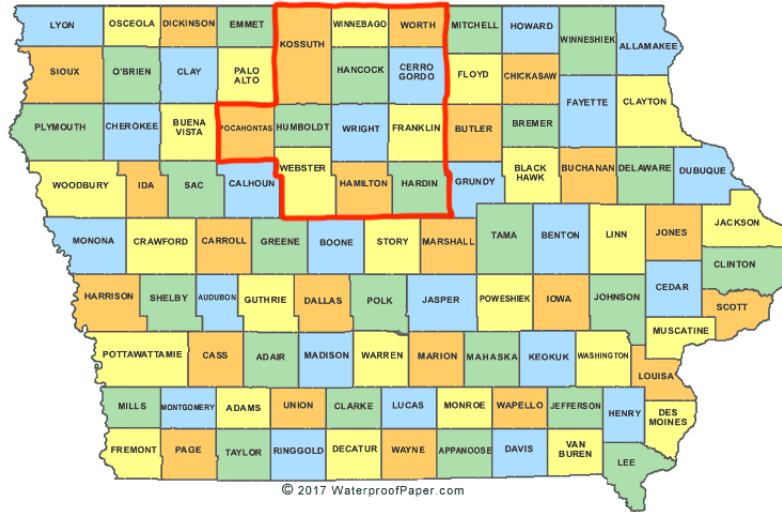 LYON OSCEOLA DICKINSON EMMET KOSSUTH WINNEBAGO WORTH MITCHELL HOWARD WINNESHIEK ALLAMAKEE
SIOUX O'BRIEN CLAY PALO ALTO HANCOCK CERRO GORDO FLOYD CHICKASAW
PLYMOUTH CHEROKEE BUENA VISTA POCAHONTAS HUMBOLDT WRIGHT FRANKLIN BUTLER BREMER FAYETTE CLAYTON
WOODBURY IDA SAC CALHOUN WEBSTER HAMILTON HARDIN GRUNDY BLACK HAWK BUCHANAN DELAWARE DUBUQUE
MONONA CRAWFORD CARROLL GREENE BOONE STORY MARSHALL TAMA BENTON LINN JONES JACKSON
HARRISON SHELBY AUDUBON GUTHRIE DALLAS POLK JASPER POWESHIEK IOWA JOHNSON CEDAR CLINTON
SCOTT
MUSCATINE
POTTAWATTAMIE CASS ADAIR MADISON WARREN MARION MAHASKA KEOKUK WASHINGTON LOUISA
MILLS MONTGOMERY ADAMS UNION CLARKE LUCAS MONROE WAPELLO JEFFERSON HENRY DES MOINES
FREMONT PAGE TAYLOR RINGGOLD DECATUR WAYNE APPANOOSE DAVIS VAN BUREN LEE
© 2017 WaterproofPaper.com